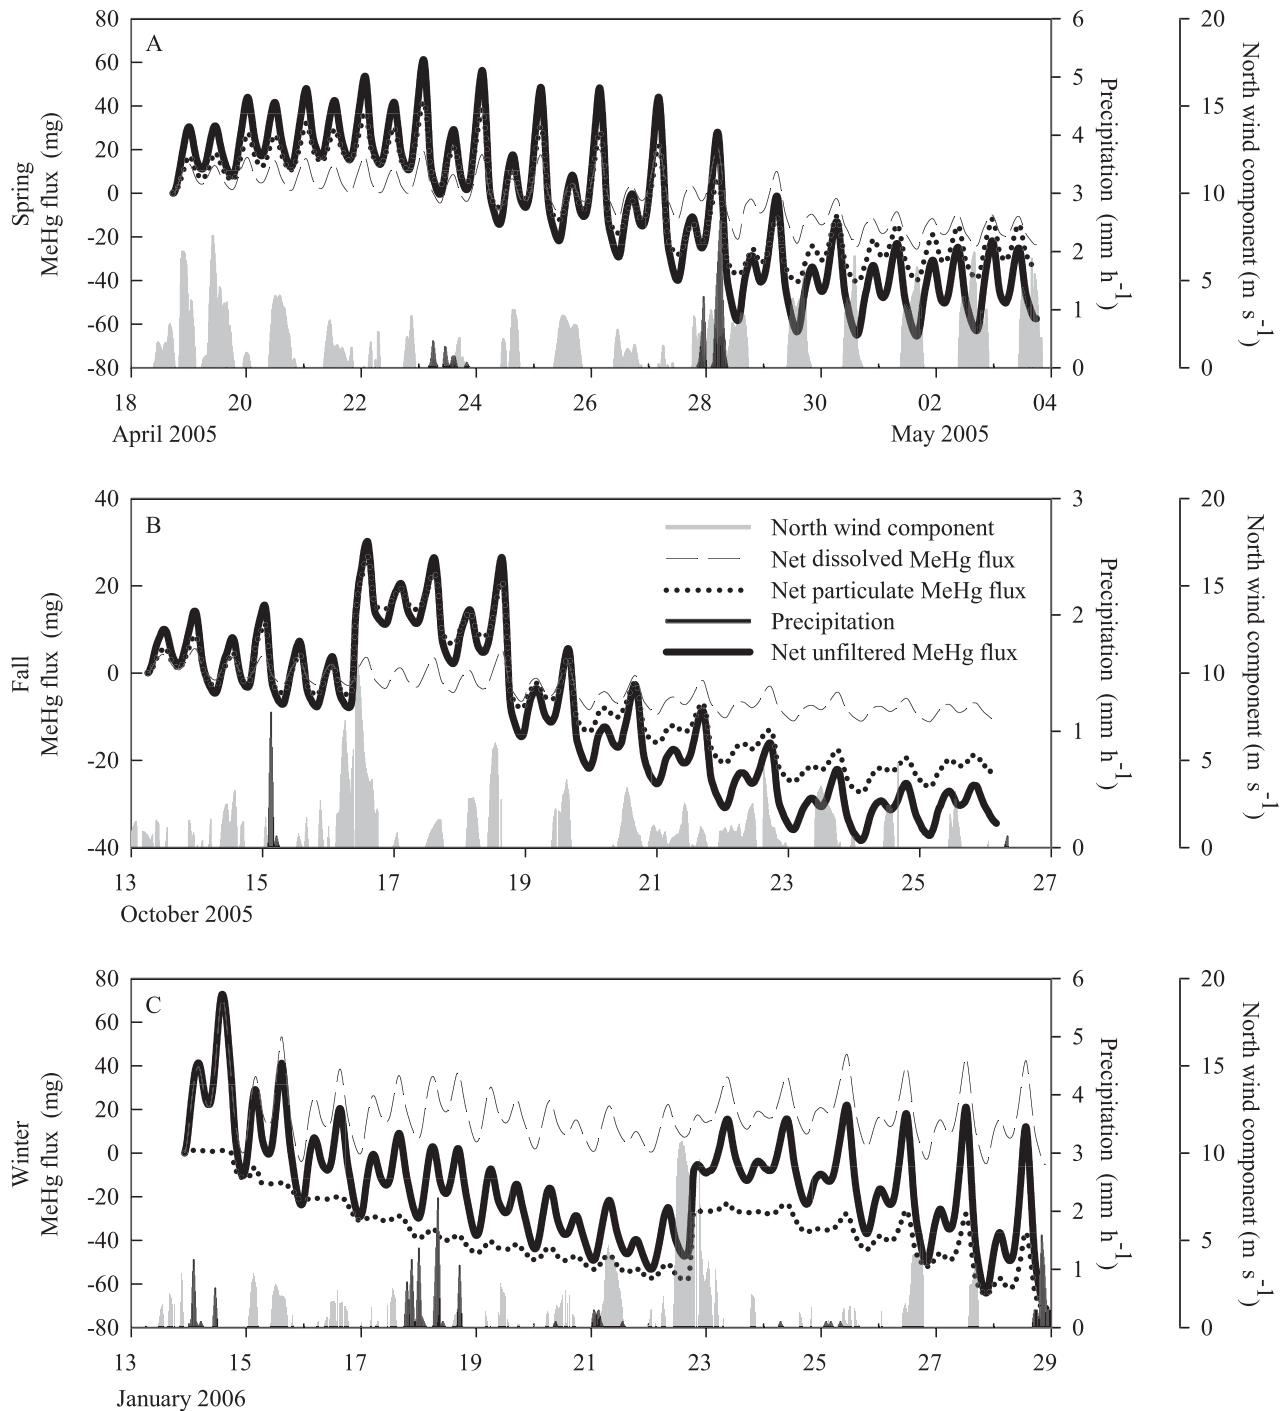 A
80
60
40
20
0
-20
-40
-60
-80
Spring
MeHg flux (mg)
6
5
4
3
2
1
0
Precipitation (mm h-1)
20
15
10
5
0
North wind component (m s-1)
18 20 22 24 26 28 30 02 04
April 2005 May 2005
B
40
20
0
-20
-40
Fall
MeHg flux (mg)
North wind component
Net dissolved MeHg flux
Net particulate MeHg flux
Precipitation
Net unfiltered MeHg flux
3
2
1
0
Precipitation (mm h-1)
20
15
10
5
0
North wind component (m s-1)
13 15 17 19 21 23 25 27
October 2005
C
80
60
40
20
0
-20
-40
-60
-80
Winter
MeHg flux (mg)
6
5
4
3
2
1
0
Precipitation (mm h-1)
20
15
10
5
0
North wind component (m s-1)
13 15 17 19 21 23 25 27 29
January 2006